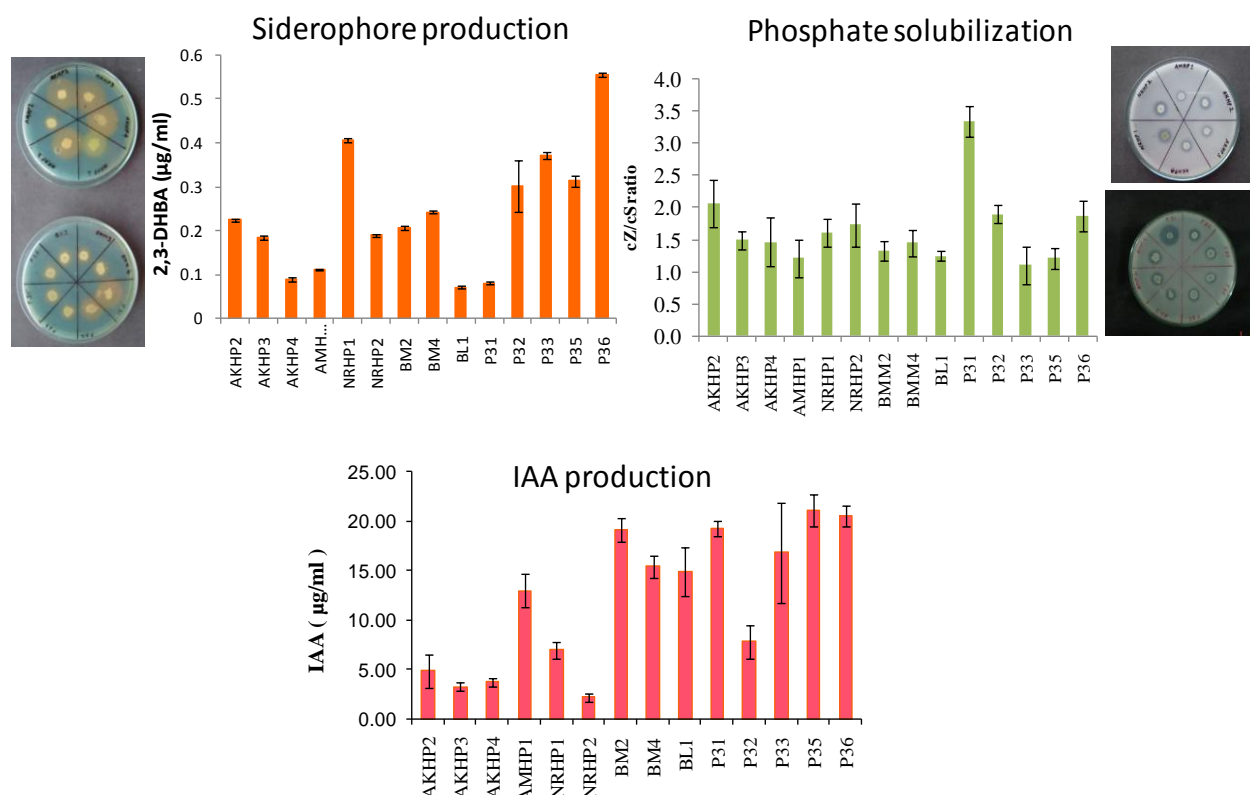 Siderophore production
2,3-DHBA (µg/ml)
0.6
0.5
0.4
0.3
0.2
0.1
0
AKHP2
AKHP3
AKHP4
AMH...
NRHP1
NRHP2
BM2
BM4
BL1
P31
P32
P33
P35
P36
Phosphate solubilization
cZ/cS ratio
4.0
3.5
3.0
2.5
2.0
1.5
1.0
0.5
0.0
AKHP2
AKHP3
AKHP4
AMHP1
NRHP1
NRHP2
BMM2
BMM4
BL1
P31
P32
P33
P35
P36
IAA production
IAA ( µg/ml )
25.00
20.00
15.00
10.00
5.00
0.00
AKHP2
AKHP3
AKHP4
AMHP1
NRHP1
NRHP2
BM2
BM4
BL1
P31
P32
P33
P35
P36